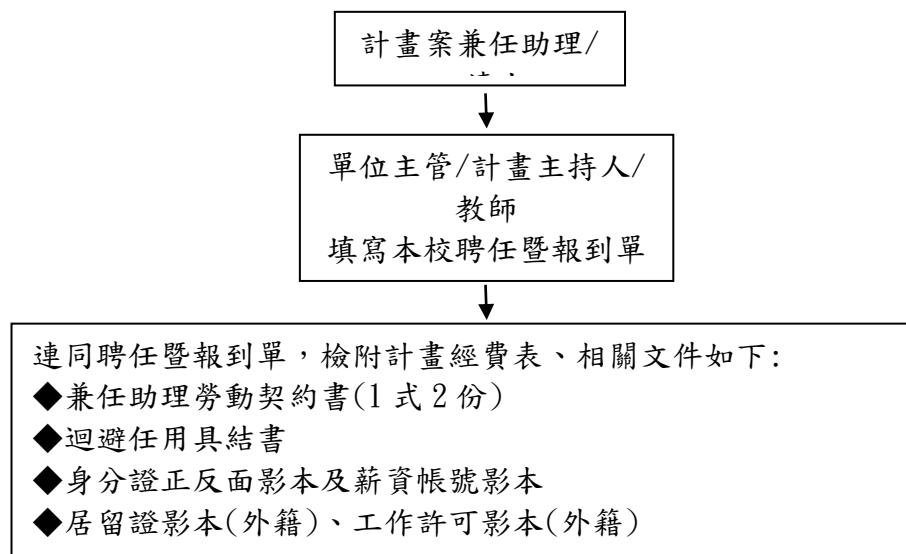 計畫案兼任助理/
單位主管/計畫主持人/
教師
填寫本校聘任暨報到單
連同聘任暨報到單，檢附計畫經費表、相關文件如下:
◆兼任助理勞動契約書(1 式 2 份)
◆迴避任用具結書
◆身分證正反面影本及薪資帳號影本
◆居留證影本(外籍)、工作許可影本(外籍)